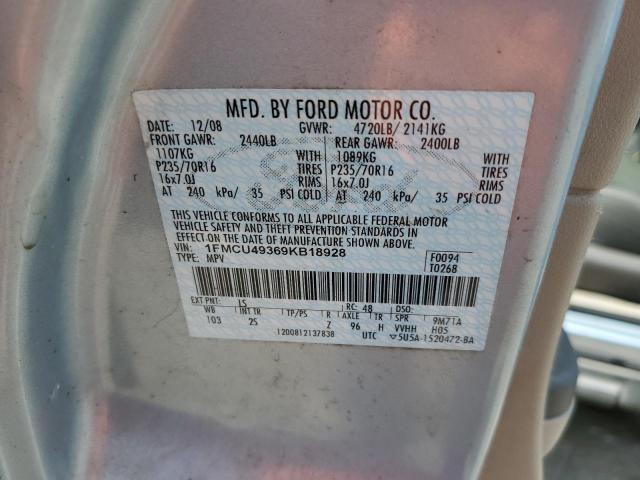 MFD. BY FORD MOTOR CO.
DATE: 12/08 GVWR: 4720LB/ 2141KG
FRONT GAWR: 2440LB REAR GAWR: 2400LB
1107KG WITH 1089KG WITH
P235/70R16 TIRES P235/70R16 TIRES
16x7.0J RIMS 16x7.0J RIMS
AT 240 kPa/ 35 PSI COLD AT 240 kPa/ 35 PSI COLD
THIS VEHICLE CONFORMS TO ALL APPLICABLE FEDERAL MOTOR
VEHICLE SAFETY AND THEFT PREVENTION STANDARDS IN
EFFECT ON THE DATE OF MANUFACTURE SHOWN ABOVE.
VIN: 1FMCU49369KB18928 F0094
TYPE: MPV T0268
EXT PNT: LS RC: 48 DSO:
WB INT TR TP/PS R AXLE TR SPR 9M71A
103 25 Z 96 H VVHH H05
1200812137838 UTC ▽5U5A-1520472-BA